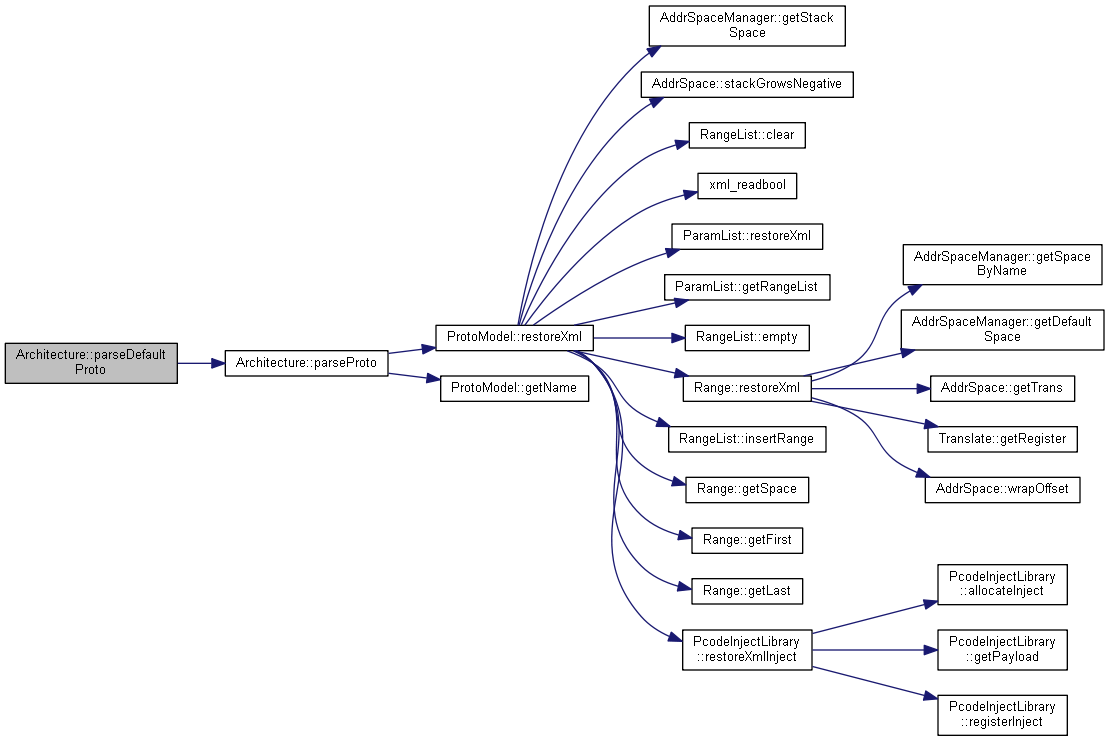 Architecture::parseDefault
Proto
Architecture::parseProto
ProtoModel::restoreXml
ProtoModel::getName
AddrSpaceManager::getStack
Space
AddrSpace::stackGrowsNegative
RangeList::clear
xml_readbool
ParamList::restoreXml
ParamList::getRangeList
RangeList::empty
Range::restoreXml
RangeList::insertRange
Range::getSpace
Range::getFirst
Range::getLast
PcodeInjectLibrary
::restoreXmlInject
AddrSpaceManager::getSpace
ByName
AddrSpaceManager::getDefault
Space
AddrSpace::getTrans
Translate::getRegister
AddrSpace::wrapOffset
PcodeInjectLibrary
::allocateInject
PcodeInjectLibrary
::getPayload
PcodeInjectLibrary
::registerInject